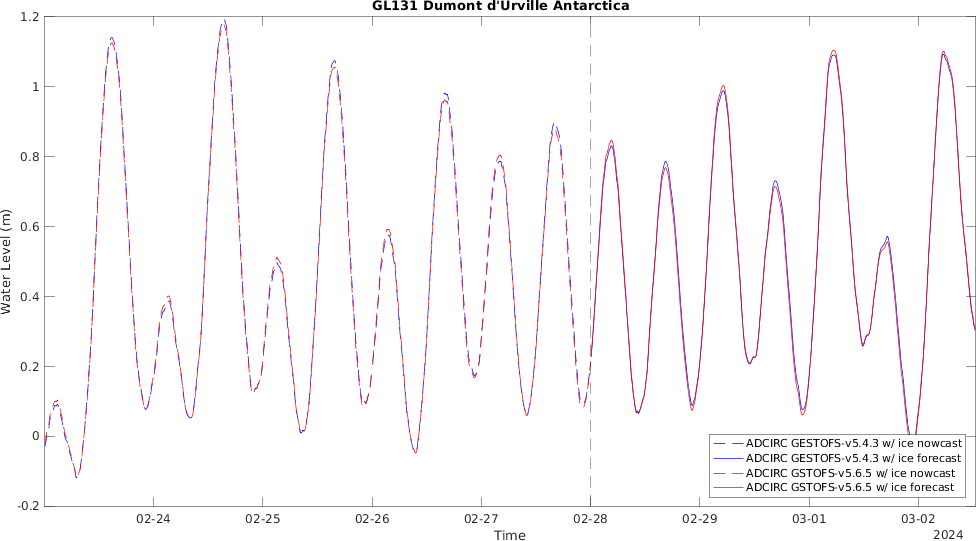 GL131 Dumont d'Urville Antarctica
1.2
1
0.8
0.6
0.4
0.2
0
-0.2
Water Level (m)
ADCIRC GESTOFS-v5.4.3 w/ ice nowcast
ADCIRC GESTOFS-v5.4.3 w/ ice forecast
ADCIRC GSTOFS-v5.6.5 w/ ice nowcast
ADCIRC GSTOFS-v5.6.5 w/ ice forecast
02-24 02-25 02-26 02-27 02-28 02-29 03-01 03-02
Time
2024